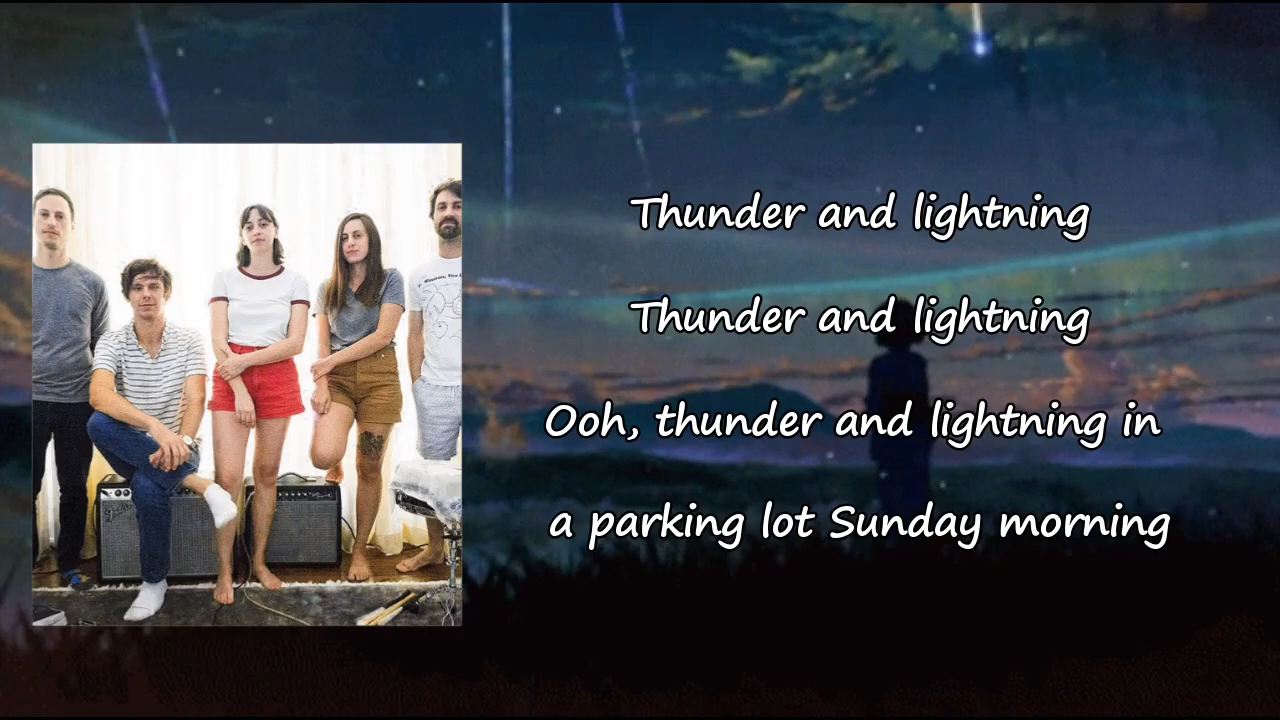 Thunder and lightning
Thunder and lightning
Ooh, thunder and lightning in
a parking lot Sunday morning